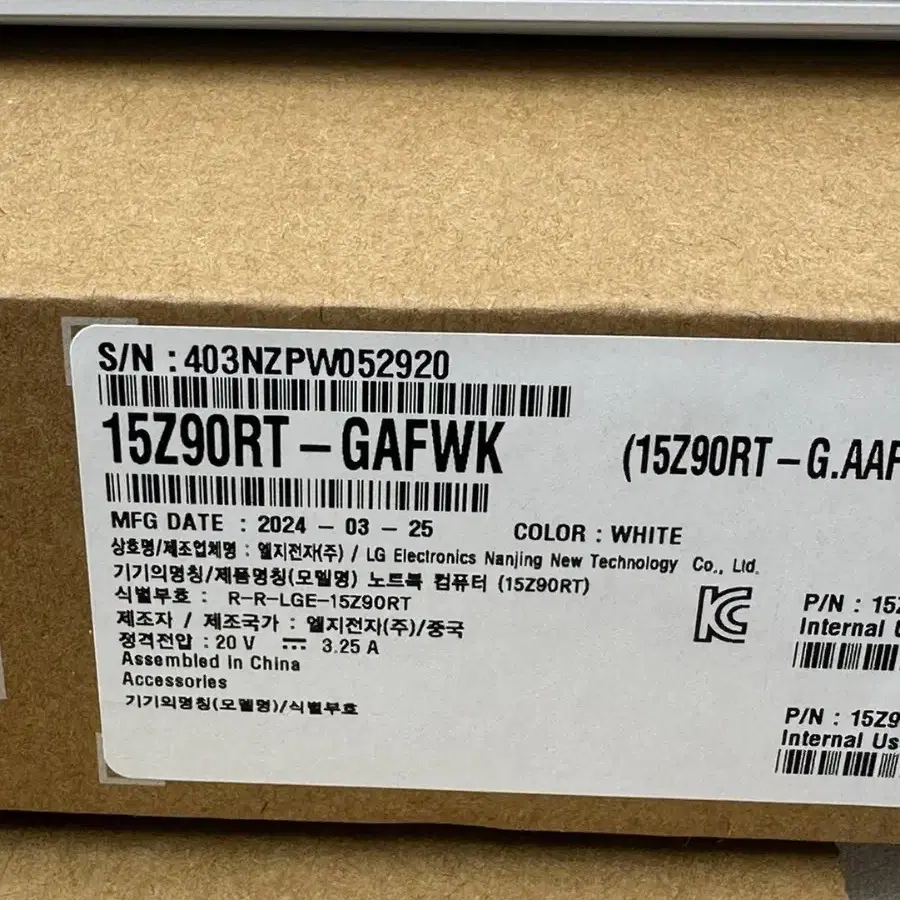 S/N : 403NZPW052920
15Z90RT – GAFWK (15Z90RT – G.AAF
MFG DATE : 2024 – 03 – 25 COLOR : WHITE
상호명/제조업체명 : 엘지전자(주) / LG Electronics Nanjing New Technology Co., Ltd.
기기의명칭/제품명칭(모델명) 노트북 컴퓨터 (15Z90RT)
식별부호 : R-R-LGE-15Z90RT
제조자 / 제조국가 : 엘지전자(주)/중국
정격전압 : 20 V ⎓ 3.25 A
Assembled in China
Accessories
기기의명칭(모델명)/식별부호
KC
P/N : 15Z
Internal U
P/N : 15Z9
Internal Us